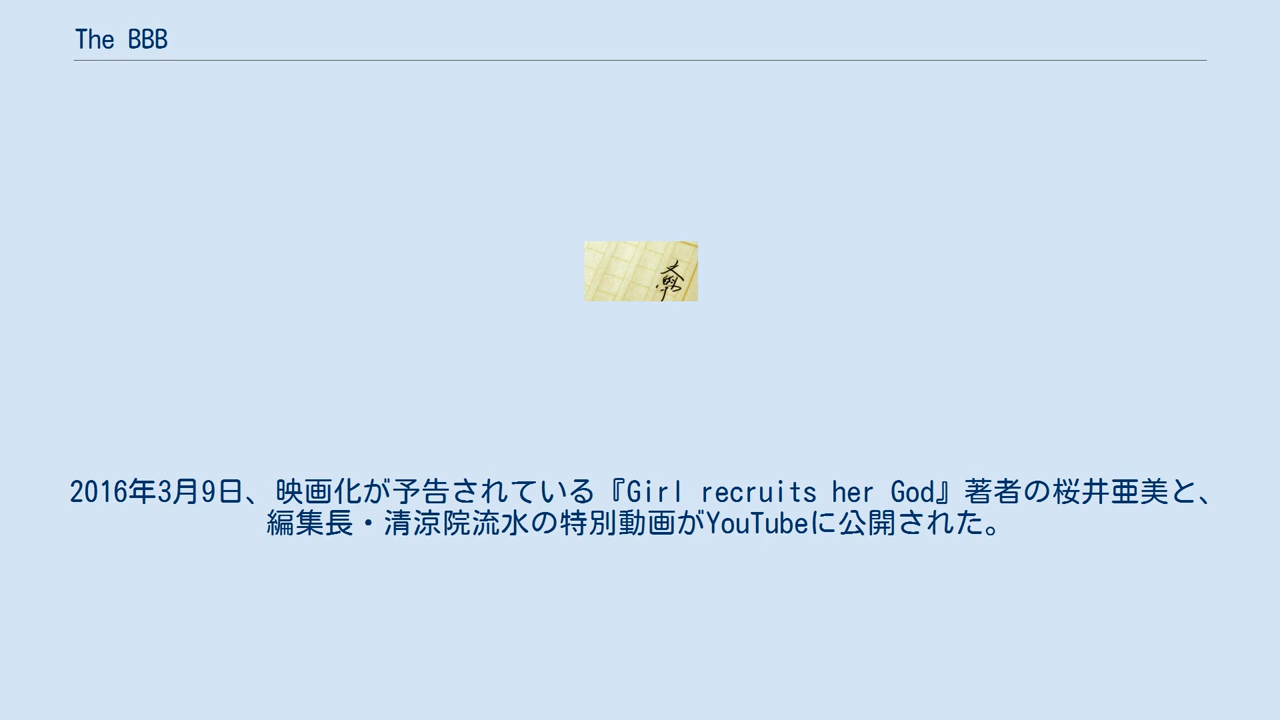 The BBB
2016年3月9日、映画化が予告されている『Girl recruits her God』著者の桜井亜美と、
編集長・清涼院流水の特別動画がYouTubeに公開された。